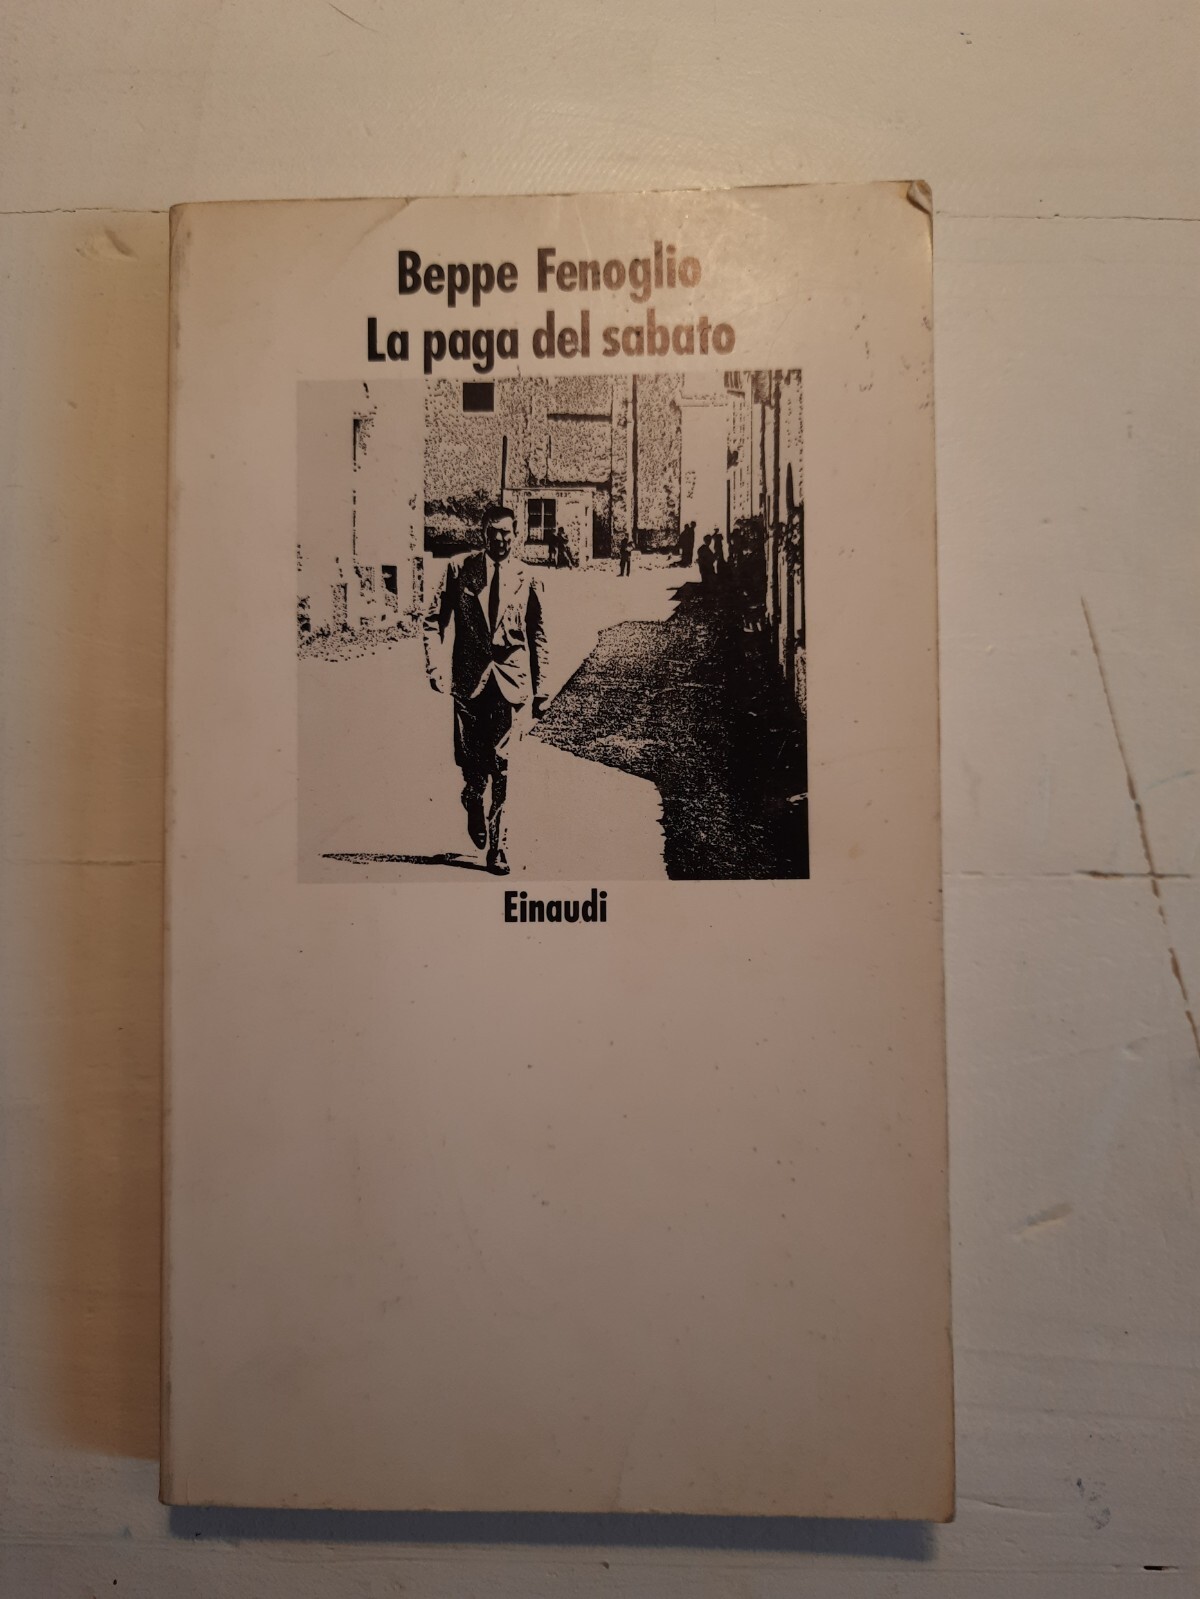 Beppe Fenoglio
La paga del sabato
Einaudi